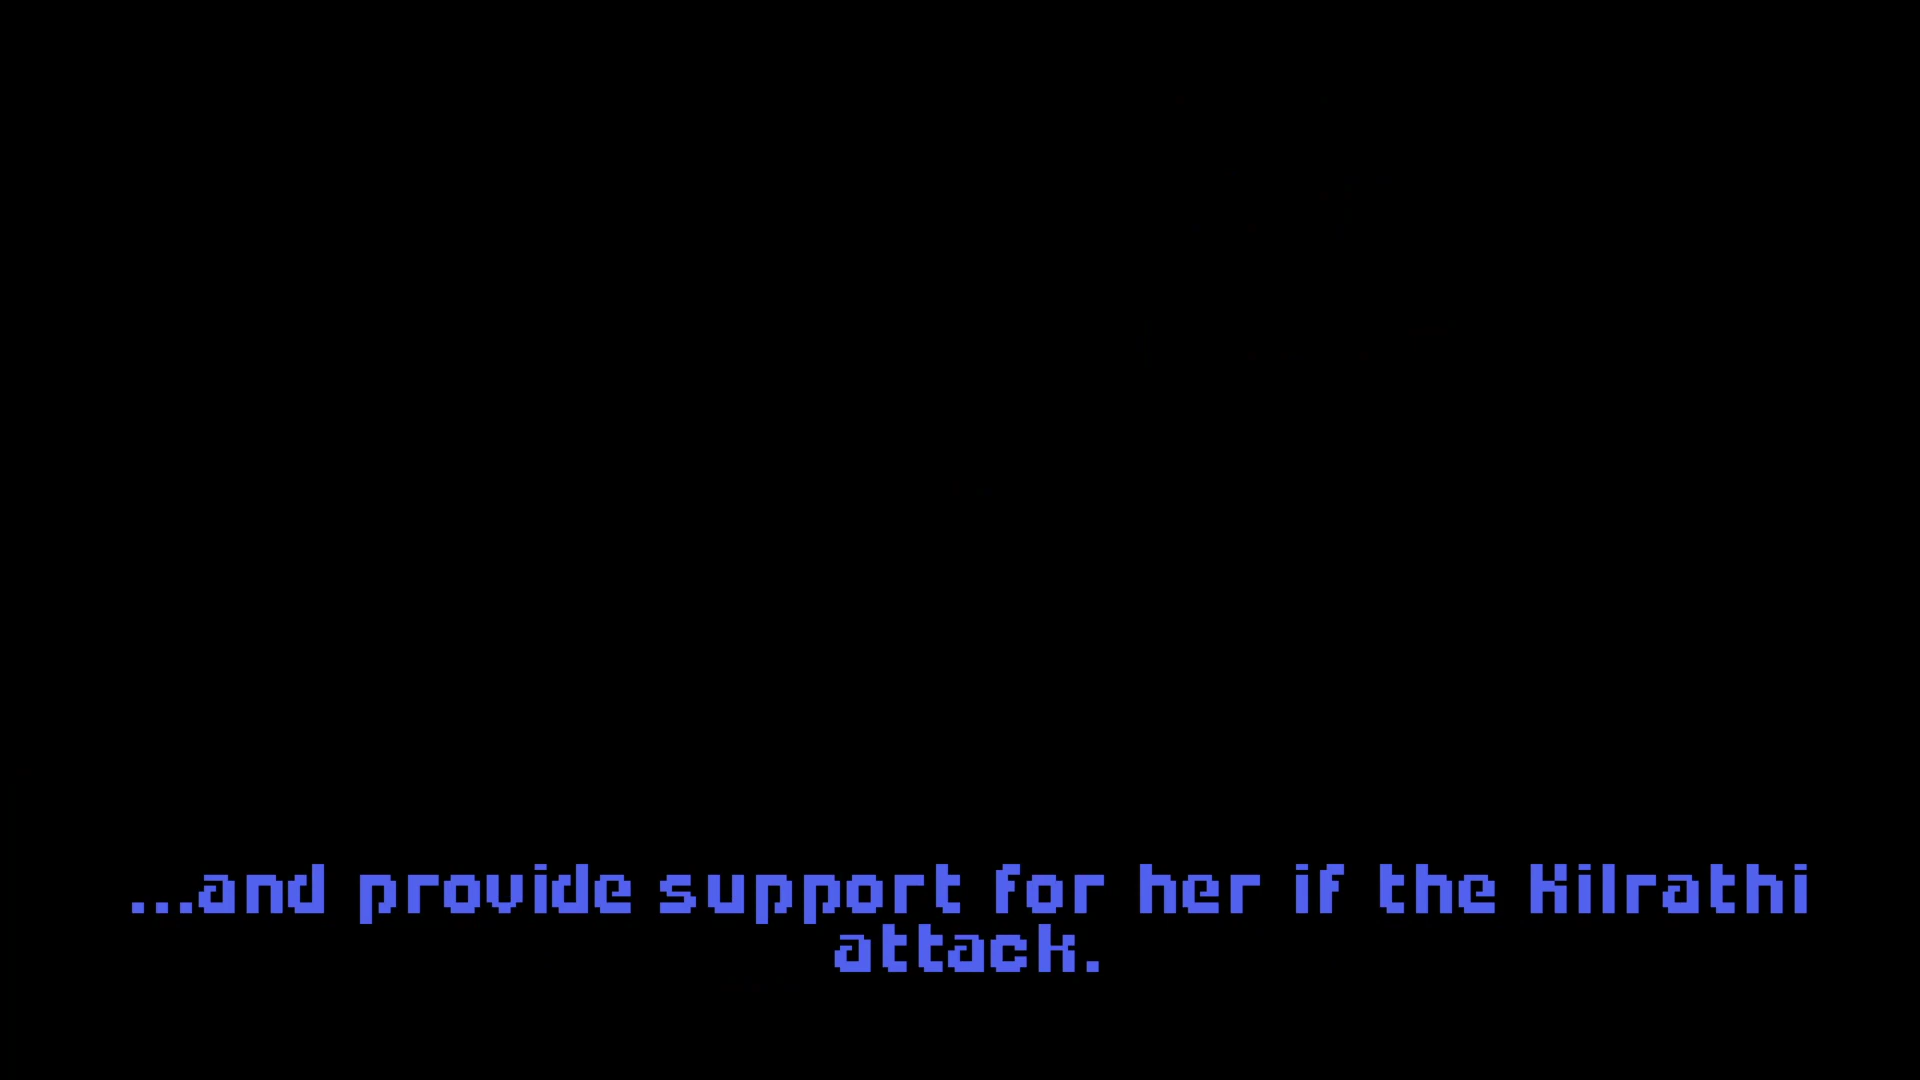 ...and provide support for her if the Kilrathi
attack.